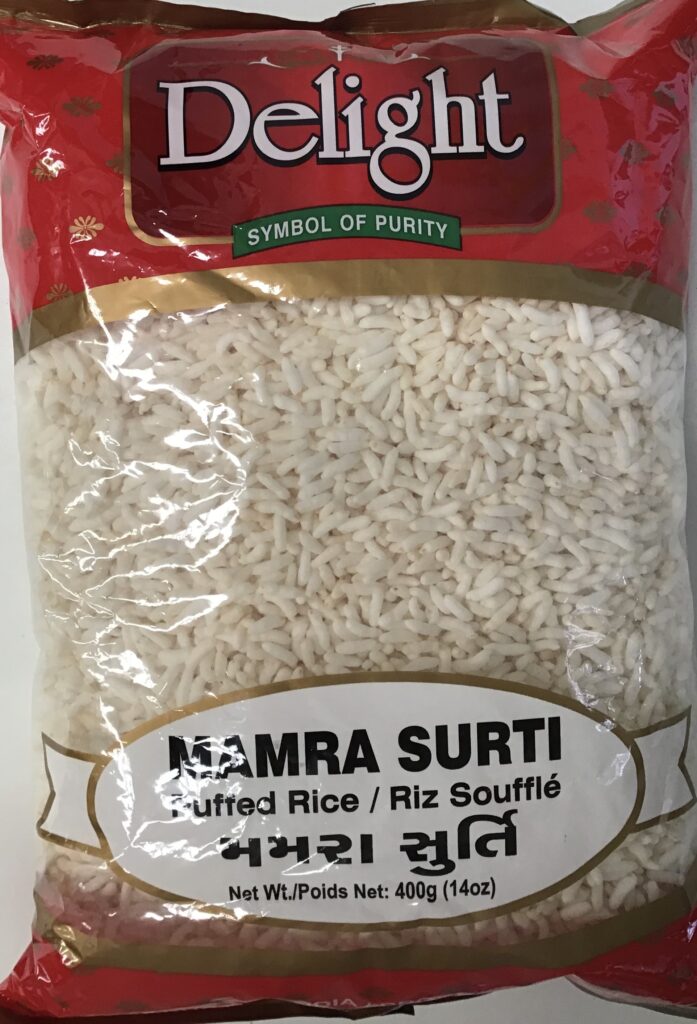 Delight
SYMBOL OF PURITY
MAMRA SURTI
Puffed Rice / Riz Soufflé
મમરા સુર્તિ
Net Wt./Poids Net: 400g (14oz)